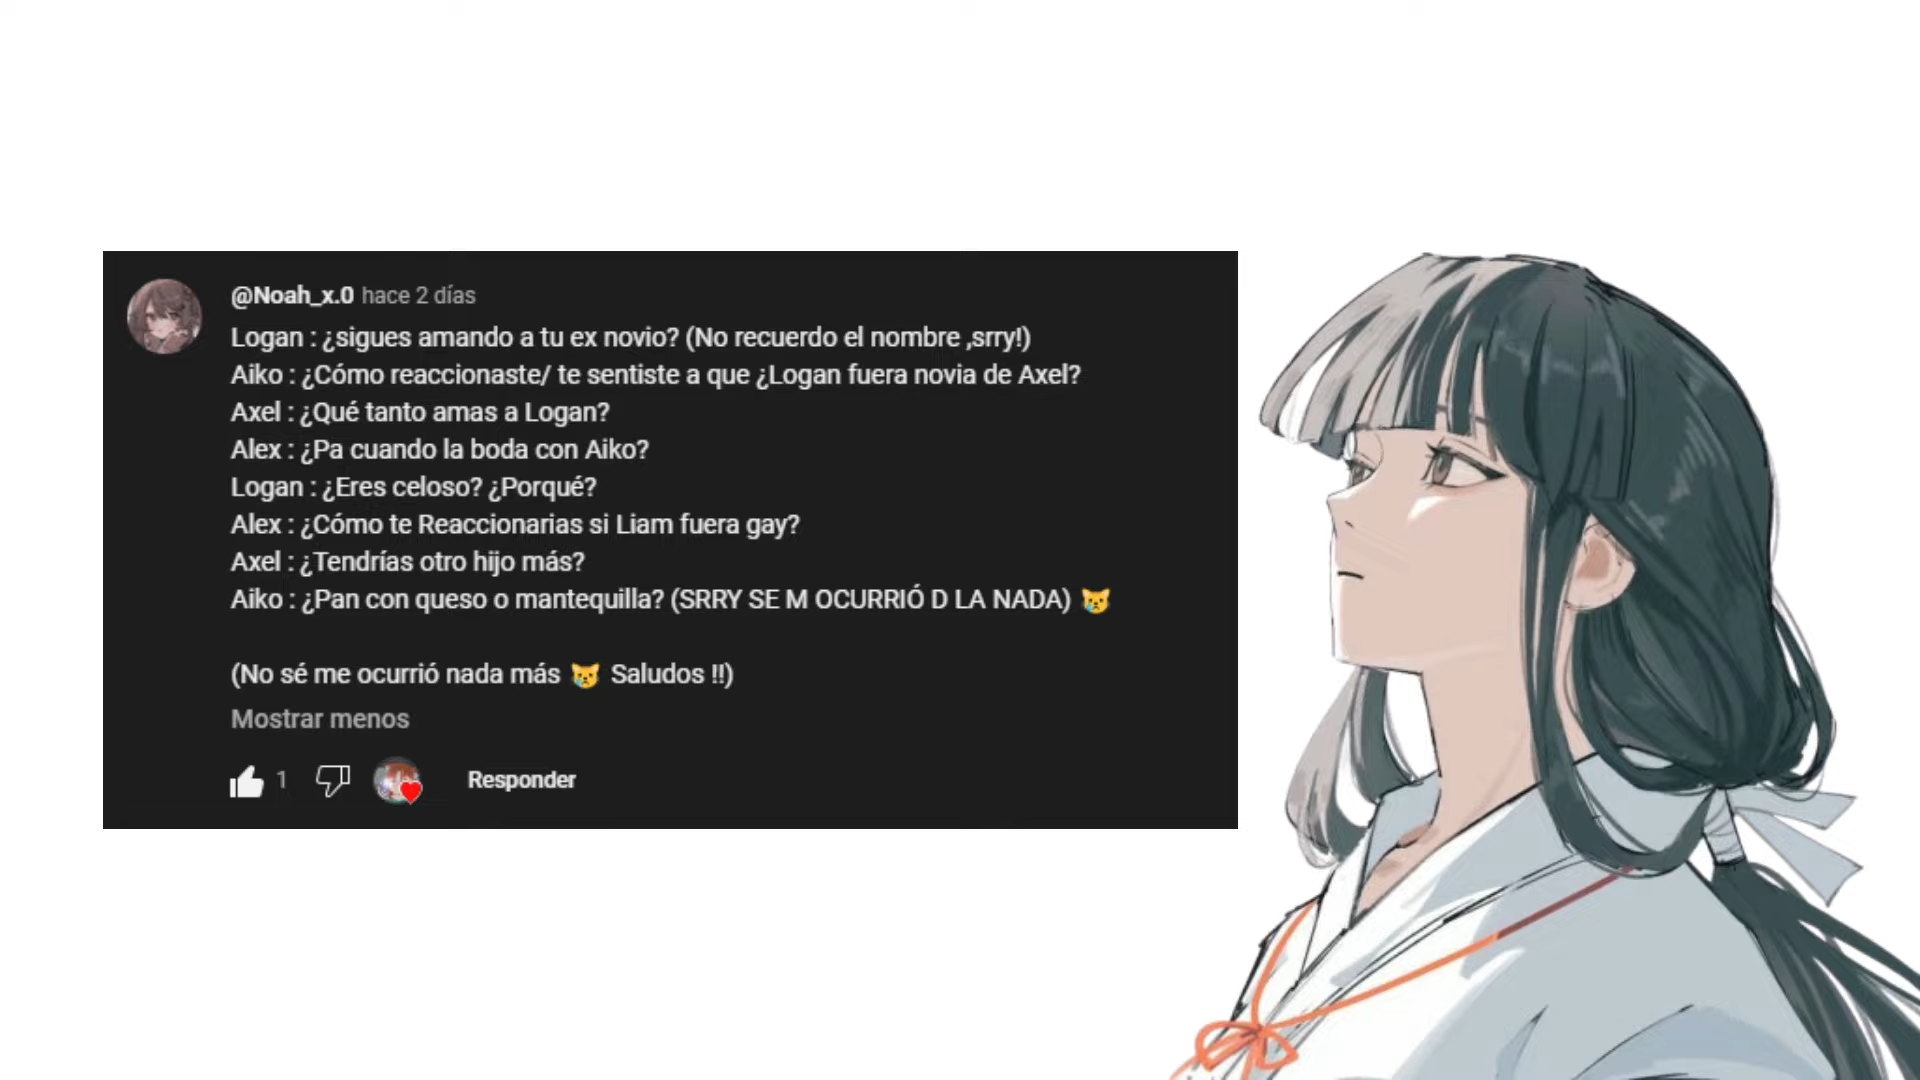 @Noah_x.0 hace 2 días
Logan : ¿sigues amando a tu ex novio? (No recuerdo el nombre ,srry!)
Aiko : ¿Cómo reaccionaste/ te sentiste a que ¿Logan fuera novia de Axel?
Axel : ¿Qué tanto amas a Logan?
Alex : ¿Pa cuando la boda con Aiko?
Logan : ¿Eres celoso? ¿Porqué?
Alex : ¿Cómo te Reaccionarias si Liam fuera gay?
Axel : ¿Tendrías otro hijo más?
Aiko : ¿Pan con queso o mantequilla? (SRRY SE M OCURRIÓ D LA NADA) 😿
(No sé me ocurrió nada más 😿 Saludos !!)
Mostrar menos
1 Responder